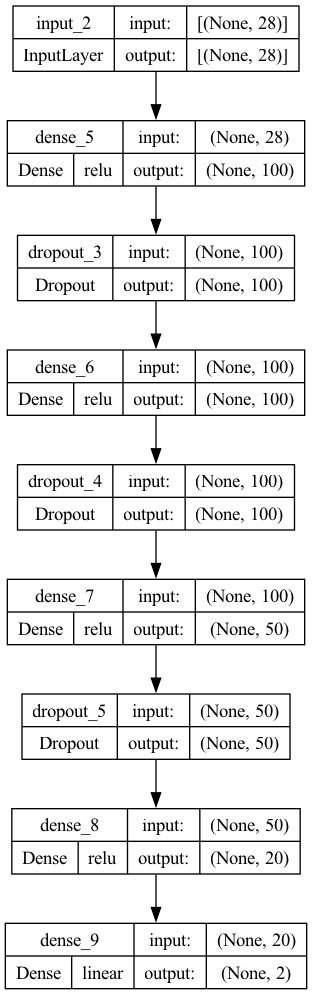 input_2 input: [(None, 28)]
InputLayer output: [(None, 28)]
dense_5 input: (None, 28)
Dense relu output: (None, 100)
dropout_3 input: (None, 100)
Dropout output: (None, 100)
dense_6 input: (None, 100)
Dense relu output: (None, 100)
dropout_4 input: (None, 100)
Dropout output: (None, 100)
dense_7 input: (None, 100)
Dense relu output: (None, 50)
dropout_5 input: (None, 50)
Dropout output: (None, 50)
dense_8 input: (None, 50)
Dense relu output: (None, 20)
dense_9 input: (None, 20)
Dense linear output: (None, 2)